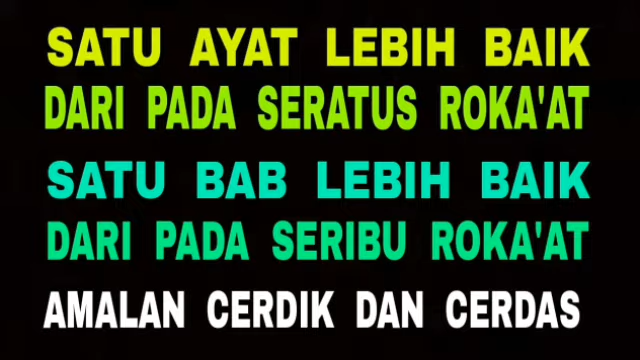 SATU AYAT LEBIH BAIK
DARI PADA SERATUS ROKA'AT
SATU BAB LEBIH BAIK
DARI PADA SERIBU ROKA'AT
AMALAN CERDIK DAN CERDAS